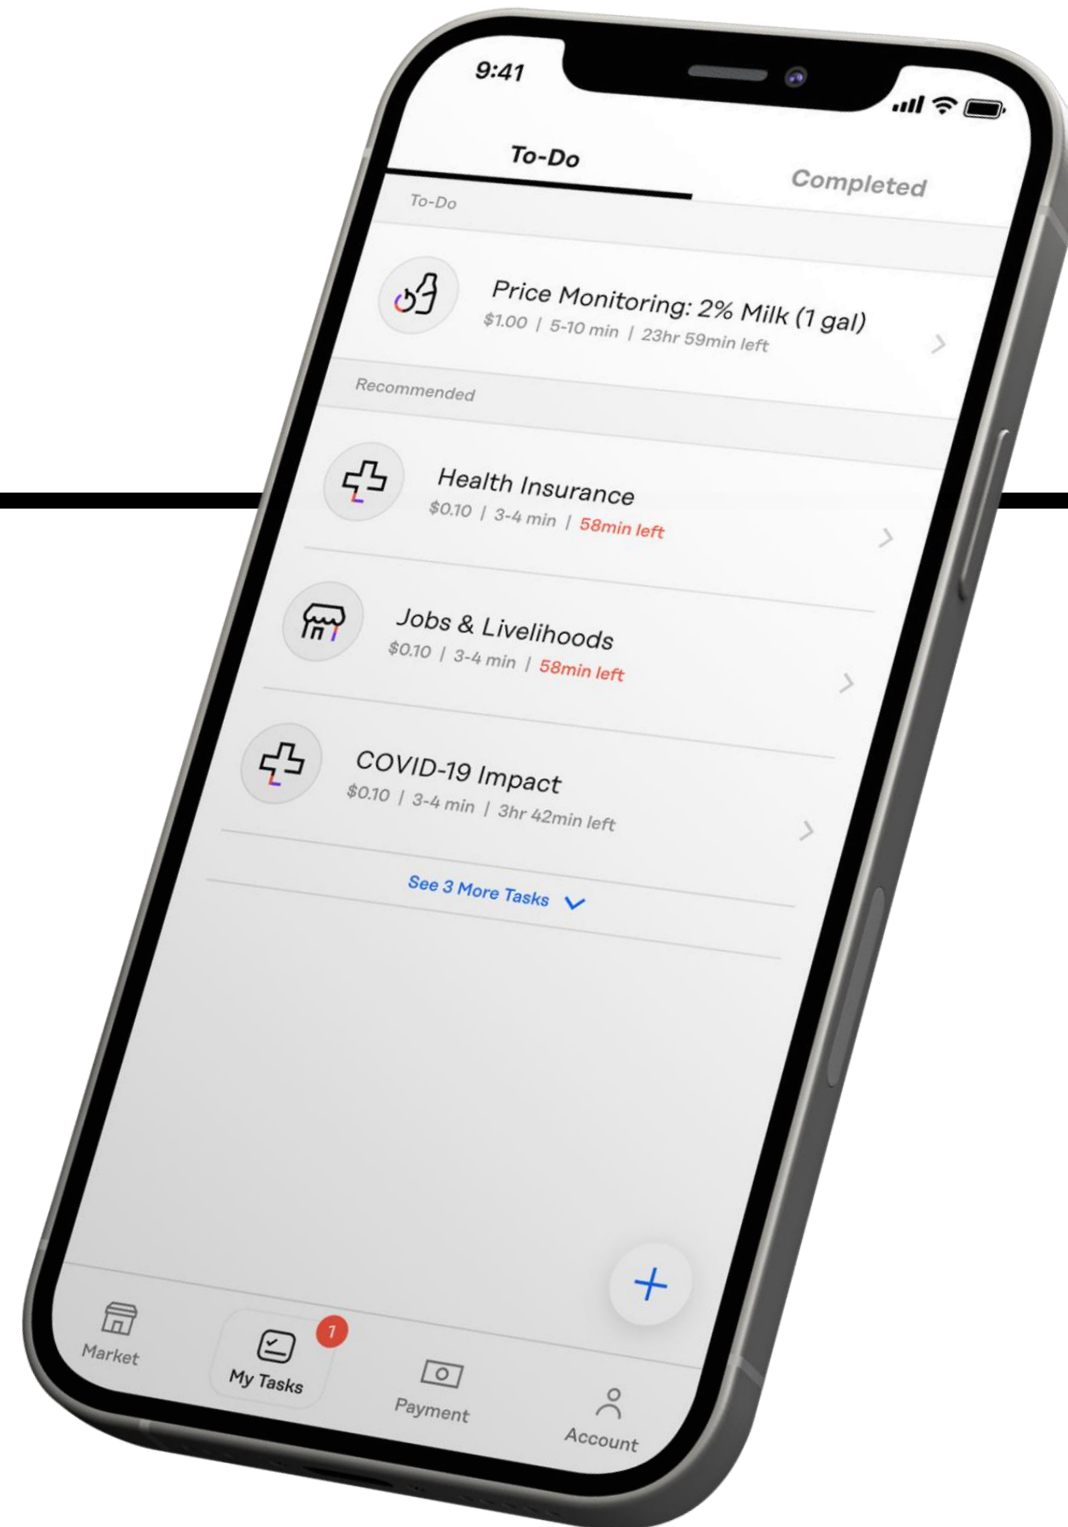 9:41
To-Do
Completed
To-Do
Price Monitoring: 2% Milk (1 gal)
$1.00 | 5-10 min | 23hr 59min left
Recommended
Health Insurance
$0.10 | 3-4 min | 58min left
Jobs & Livelihoods
$0.10 | 3-4 min | 58min left
COVID-19 Impact
$0.10 | 3-4 min | 3hr 42min left
See 3 More Tasks
1
Market
My Tasks
Payment
Account